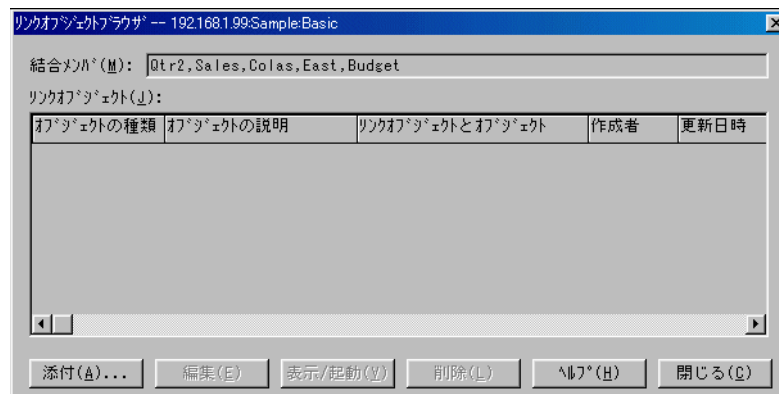 ﾘﾝｸｵﾌﾞｼﾞｪｸﾄﾌﾞﾗｳｻﾞ -- 192.168.1.99:Sample:Basic
結合ﾒﾝﾊﾞ(M): Qtr2,Sales,Colas,East,Budget
ﾘﾝｸｵﾌﾞｼﾞｪｸﾄ(J):
ｵﾌﾞｼﾞｪｸﾄの種類 ｵﾌﾞｼﾞｪｸﾄの説明 ﾘﾝｸｵﾌﾞｼﾞｪｸﾄとｵﾌﾞｼﾞｪｸﾄ 作成者 更新日時
添付(A)... 編集(E) 表示/起動(V) 削除(L) ﾍﾙﾌﾟ(H) 閉じる(C)